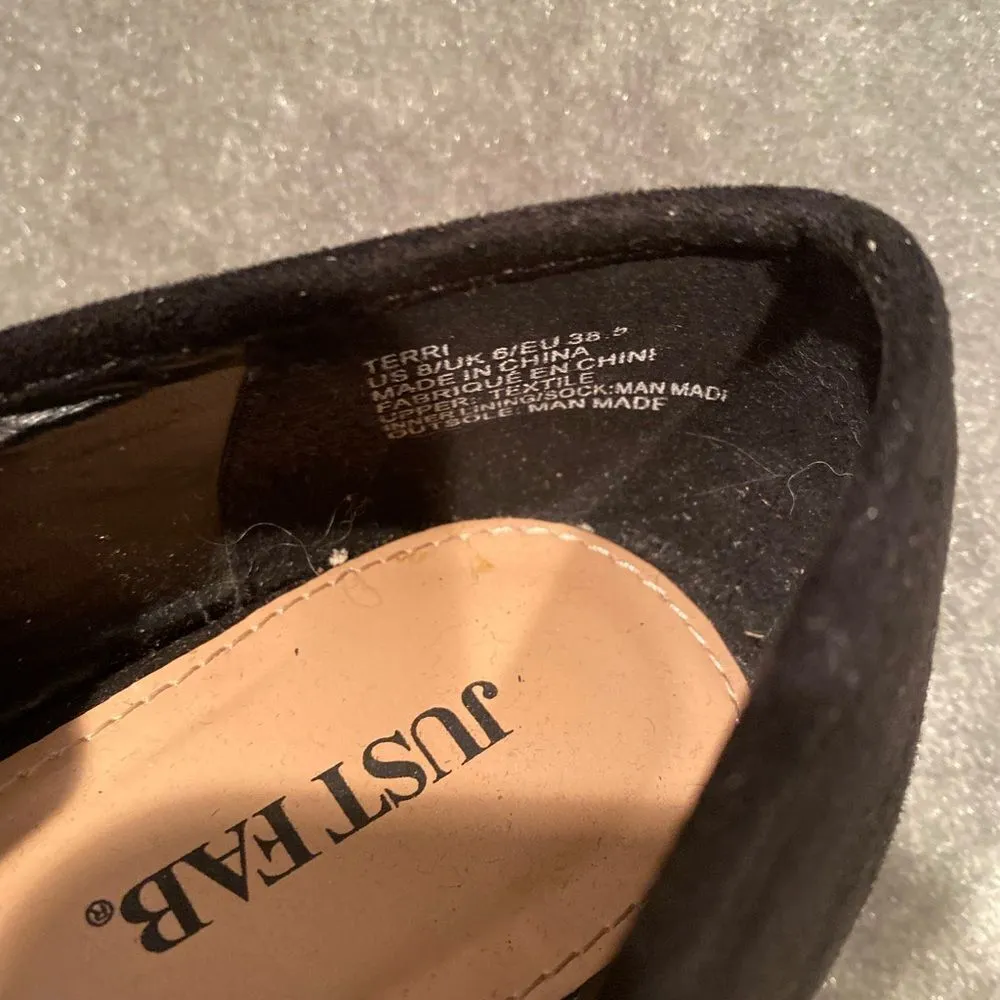 TERRI
US 8/UK 6/EU 38.5
MADE IN CHINA
FABRIQUE EN CHINE
UPPER: TEXTILE
INNER LINING/SOCK:MAN MADE
OUTSOLE: MAN MADE
JUST FAB®